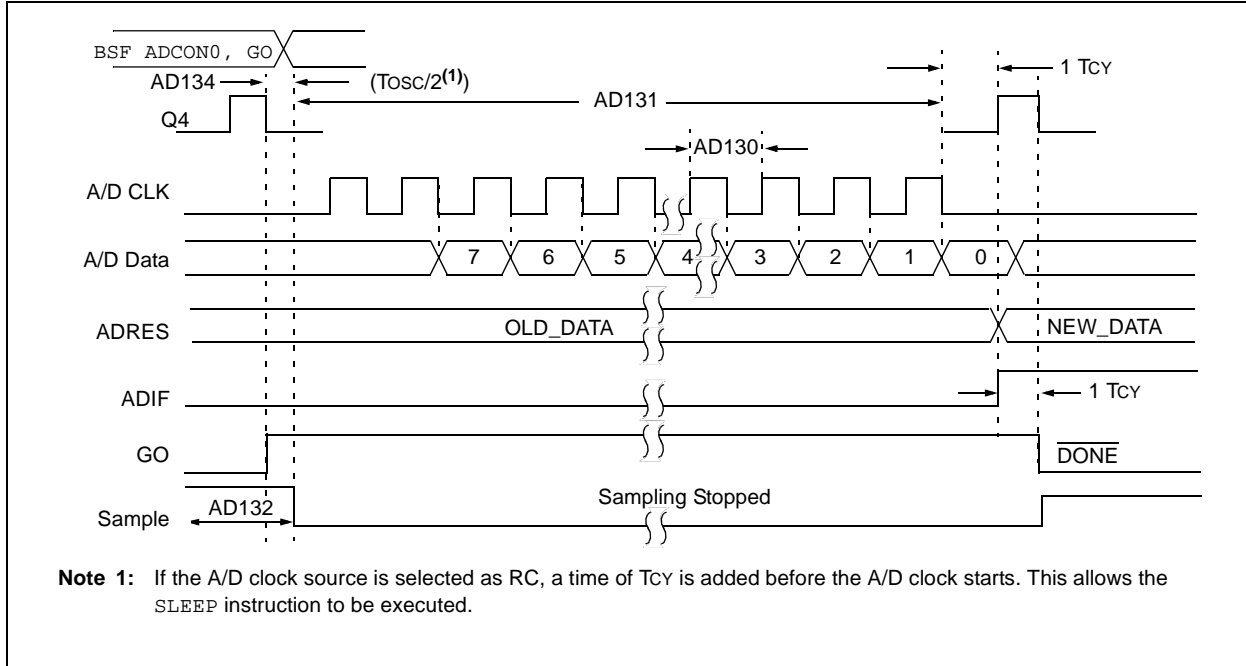 BSF ADCON0, GO
AD134
(TOSC/2(1))
1 TCY
AD131
Q4
AD130
A/D CLK
A/D Data
7 6 5 4 3 2 1 0
ADRES
OLD_DATA
NEW_DATA
ADIF
1 TCY
GO
DONE
Sampling Stopped
AD132
Sample
Note 1: If the A/D clock source is selected as RC, a time of TCY is added before the A/D clock starts. This allows the
SLEEP instruction to be executed.